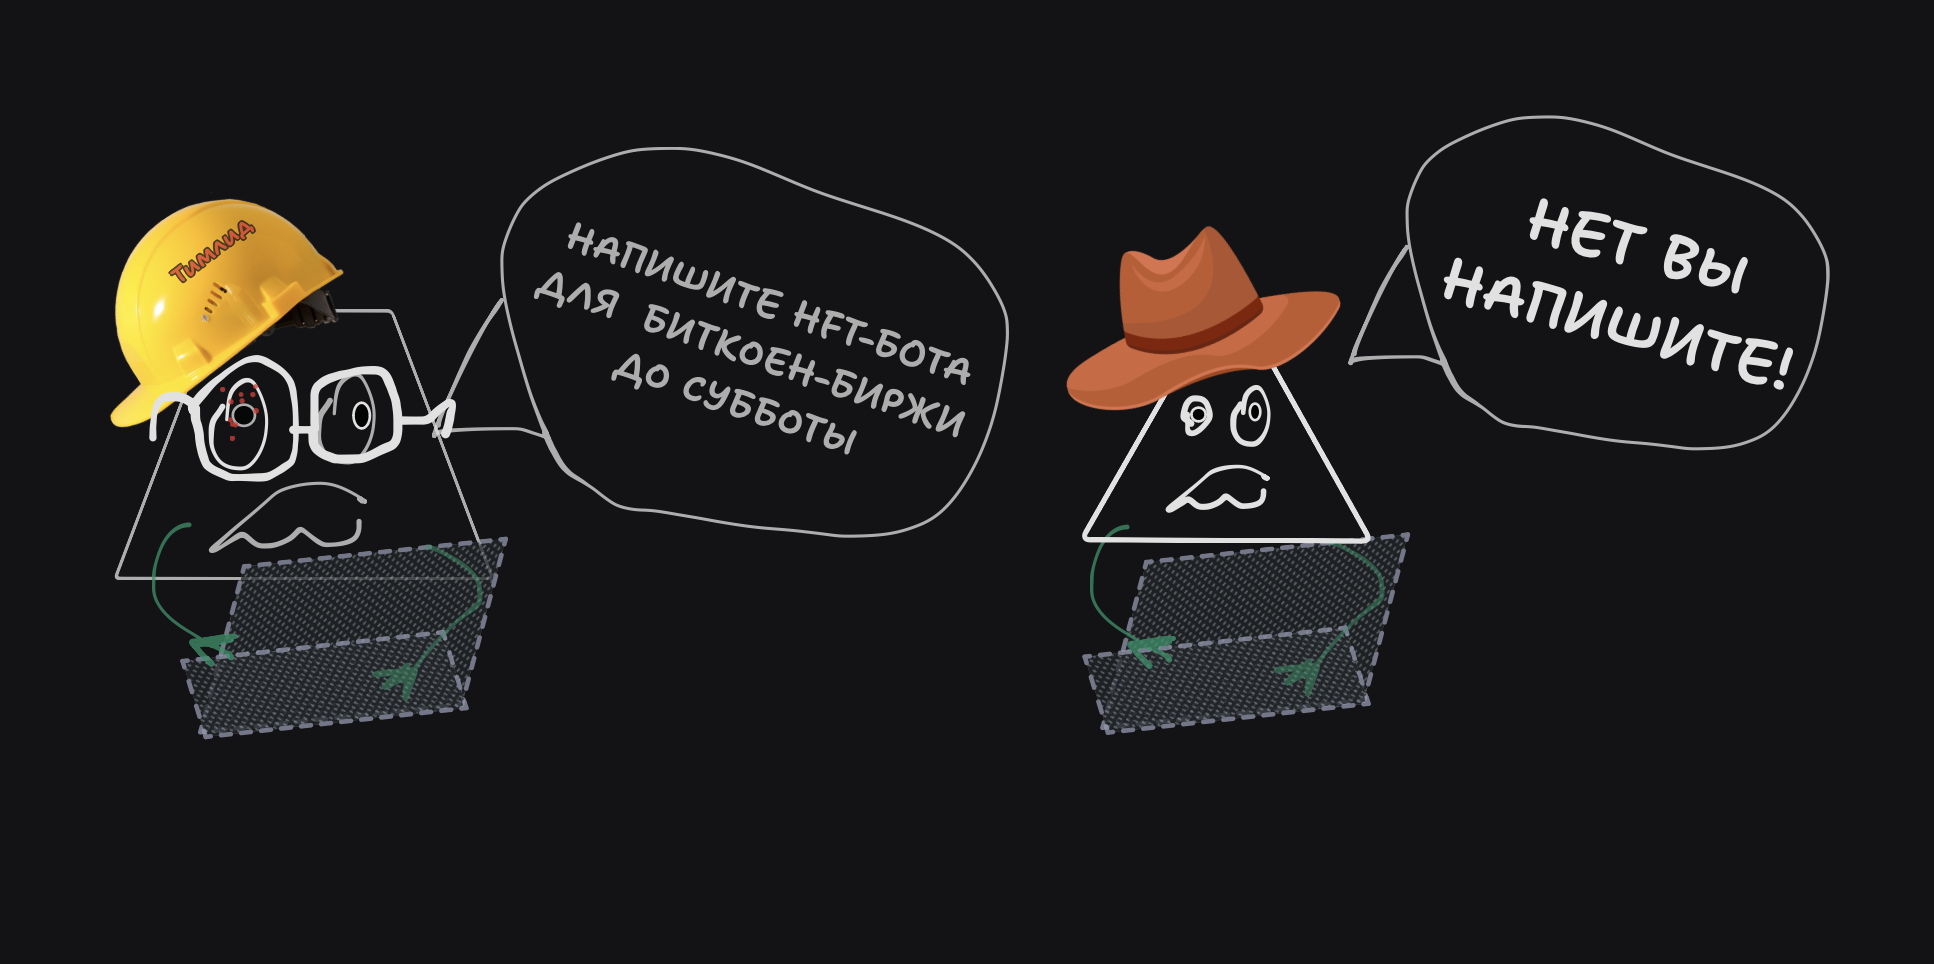 Тимлид
НАПИШИТЕ HFT-БОТА
ДЛЯ БИТКОЕН-БИРЖИ
ДО СУББОТЫ
НЕТ ВЫ
НАПИШИТЕ!